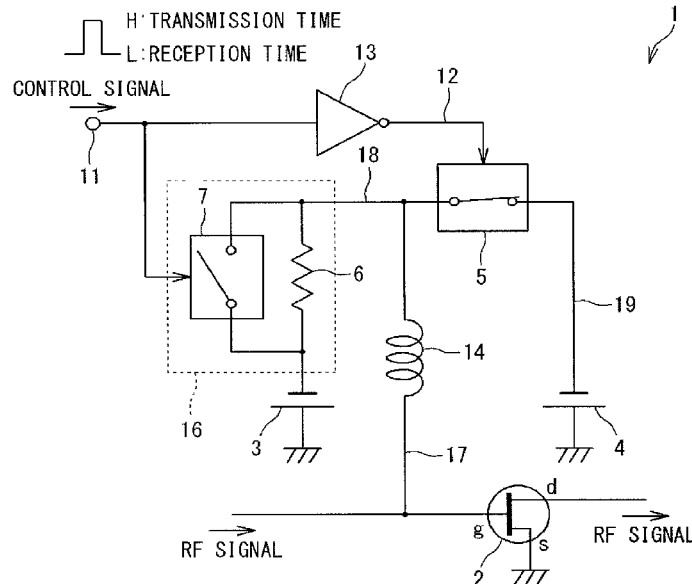 H:TRANSMISSION TIME
L:RECEPTION TIME
1
CONTROL SIGNAL
13
12
11
18
7
5
6
19
14
16
3
4
17
d
g
s
2
RF SIGNAL
RF SIGNAL